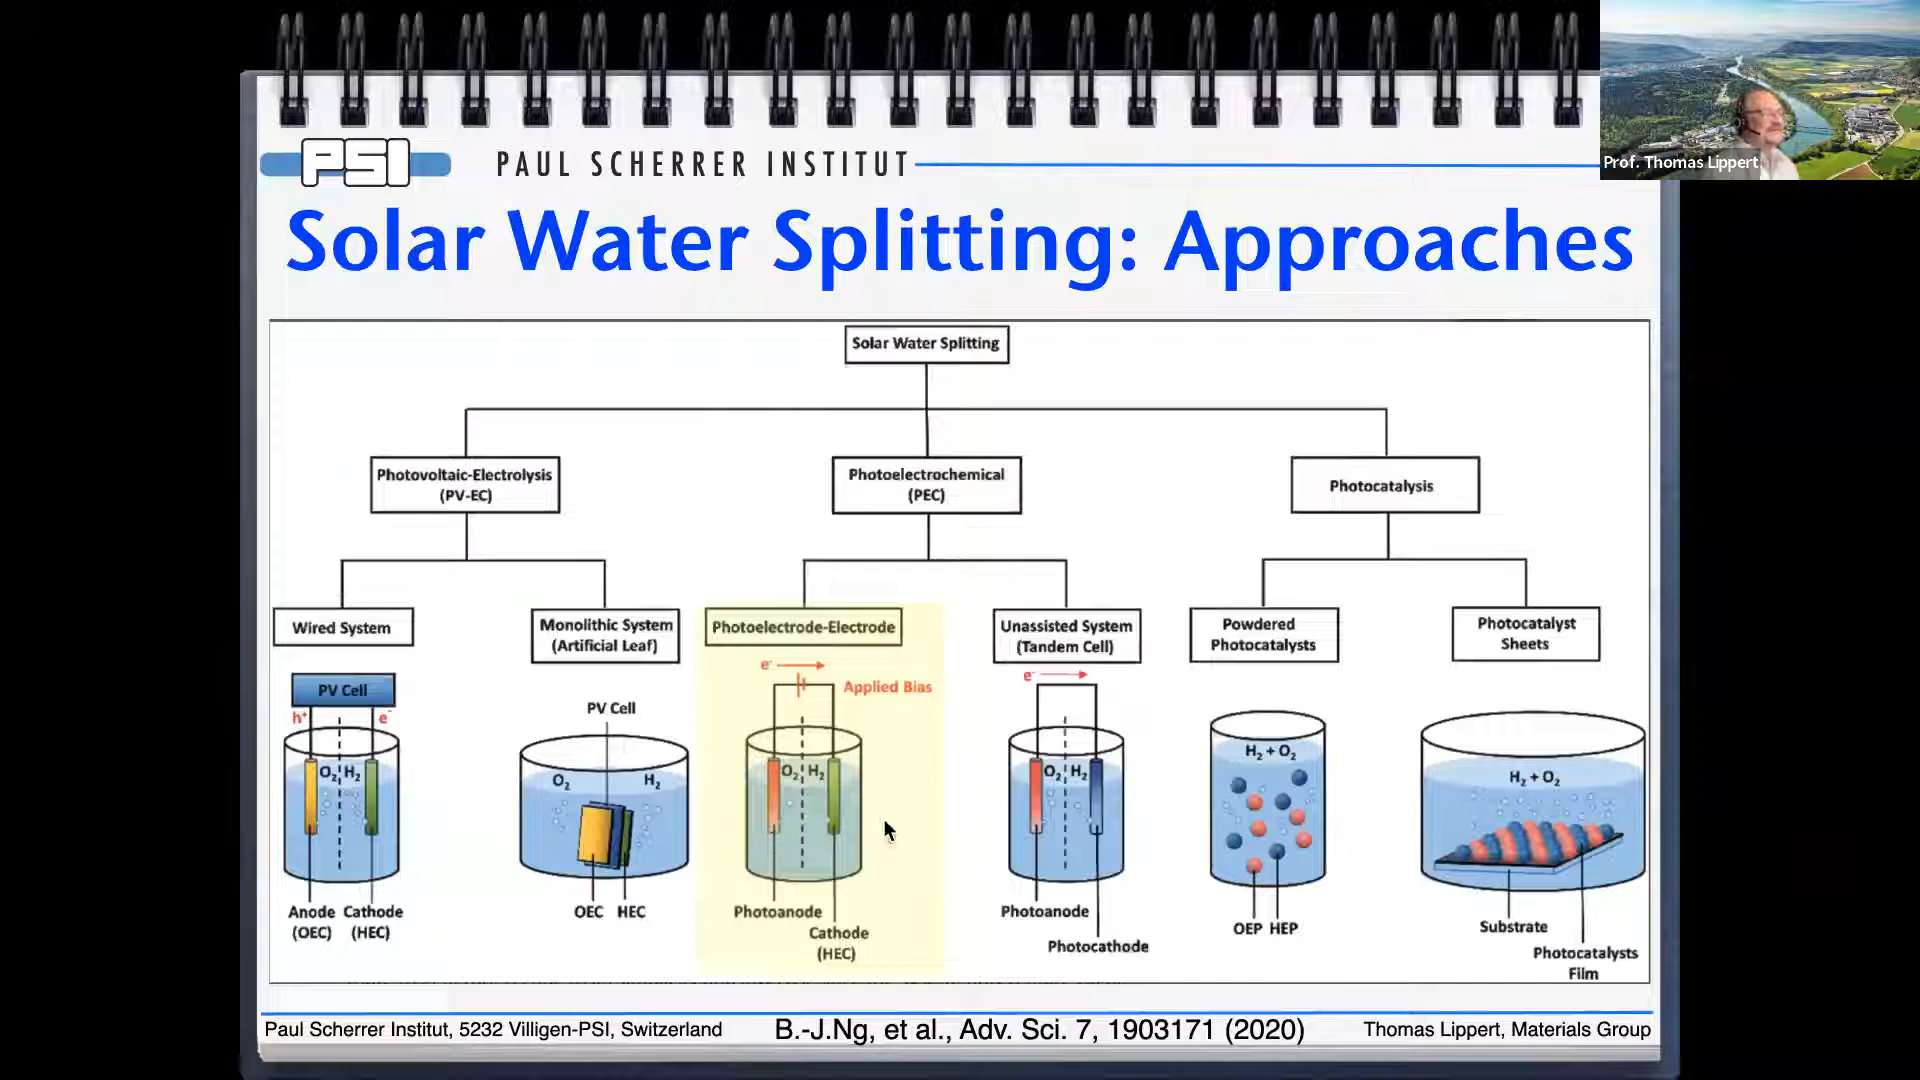 PSI
PAUL SCHERRER INSTITUT
Prof. Thomas Lippert
Solar Water Splitting: Approaches
Solar Water Splitting
Photovoltaic-Electrolysis
(PV-EC)
Photoelectrochemical
(PEC)
Photocatalysis
Wired System
Monolithic System
(Artificial Leaf)
Photoelectrode-Electrode
Unassisted System
(Tandem Cell)
Powdered
Photocatalysts
Photocatalyst
Sheets
PV Cell
h⁺ e⁻
O₂ H₂
Anode Cathode
(OEC) (HEC)
PV Cell
O₂ H₂
OEC HEC
e⁻
Applied Bias
O₂ H₂
Photoanode
Cathode
(HEC)
e⁻
O₂ H₂
Photoanode
Photocathode
H₂ + O₂
OEP HEP
H₂ + O₂
Substrate
Photocatalysts
Film
Paul Scherrer Institut, 5232 Villigen-PSI, Switzerland
B.-J.Ng, et al., Adv. Sci. 7, 1903171 (2020)
Thomas Lippert, Materials Group